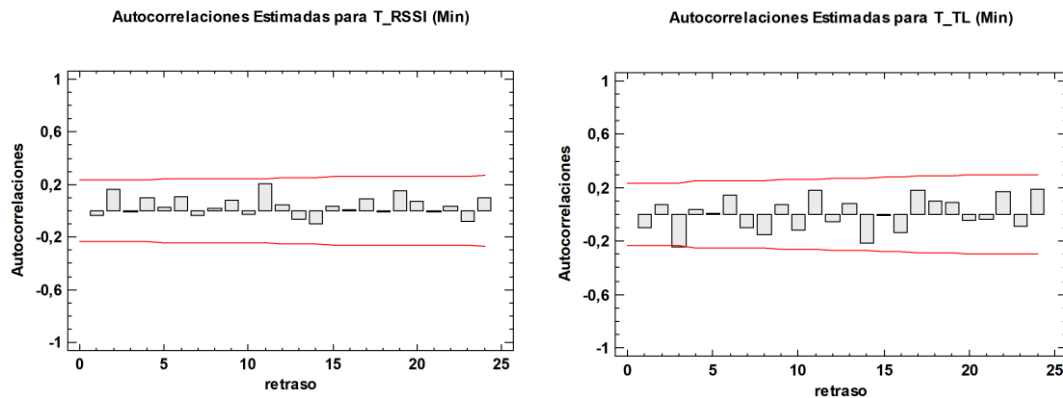 Autocorrelaciones Estimadas para T_RSSI (Min)
Autocorrelaciones
1
0,6
0,2
-0,2
-0,6
-1
0 5 10 15 20 25
retraso
Autocorrelaciones Estimadas para T_TL (Min)
Autocorrelaciones
1
0,6
0,2
-0,2
-0,6
-1
0 5 10 15 20 25
retraso